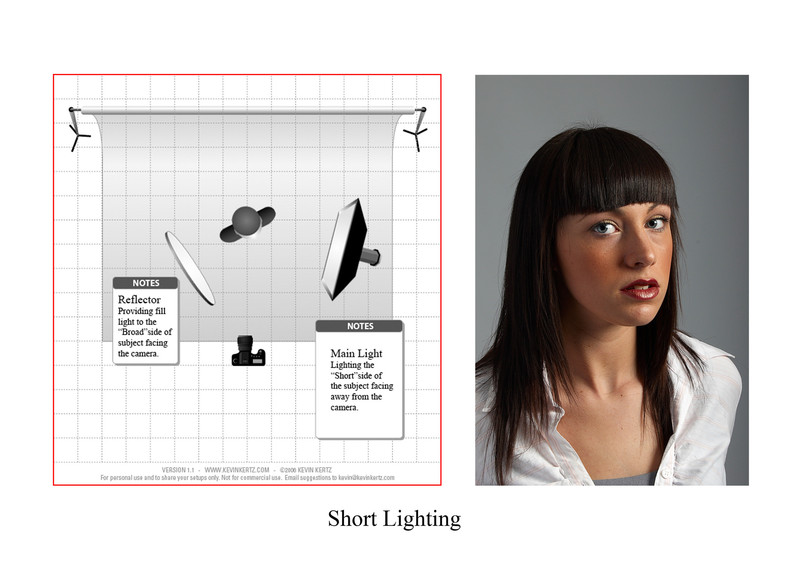 NOTES
Reflector
Providing fill
light to the
“Broad”side of
subject facing
the camera.
NOTES
Main Light
Lighting the
“Short”side of
the subject facing
away from the
camera.
VERSION 1.1 - WWW.KEVINKERTZ.COM - ©2006 KEVIN KERTZ
For personal use and to share your setups only. Not for commercial use. Email suggestions to kevin@kevinkertz.com
Short Lighting